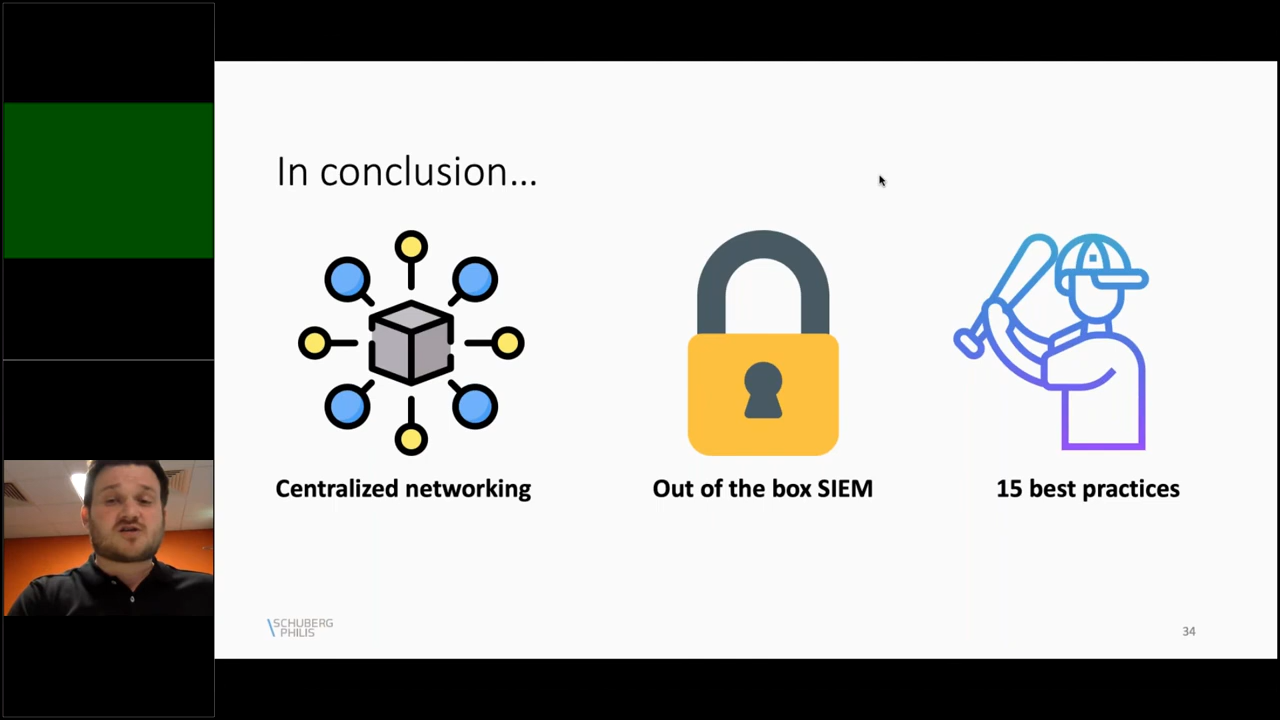 In conclusion...
Centralized networking
Out of the box SIEM
15 best practices
SCHUBERG
PHILIS
34